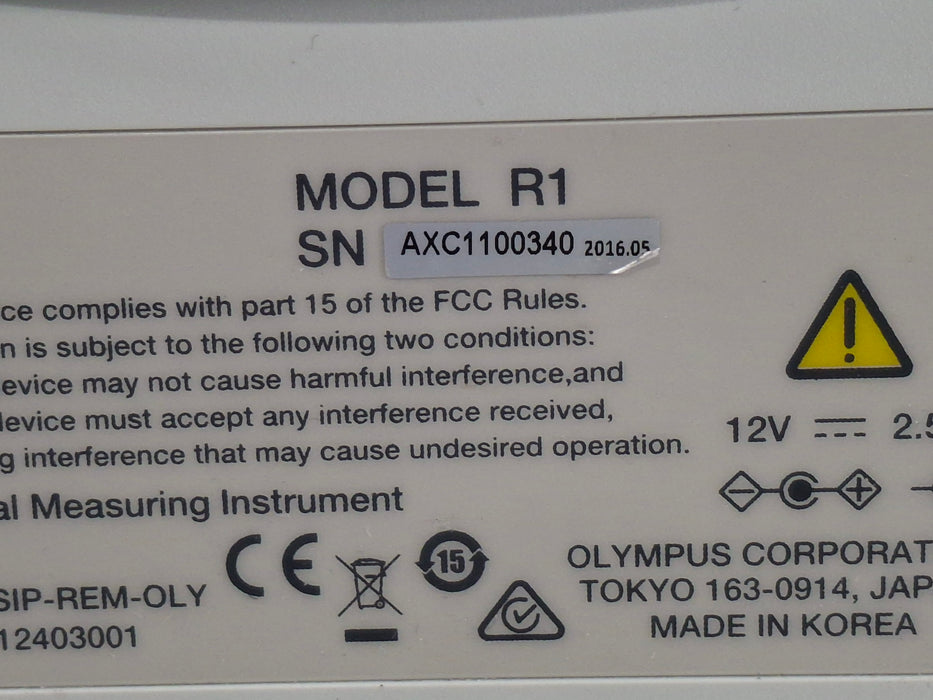 MODEL R1
SN AXC1100340 2016.05
ce complies with part 15 of the FCC Rules.
n is subject to the following two conditions:
evice may not cause harmful interference,and
device must accept any interference received,
g interference that may cause undesired operation.
12V 2.5
al Measuring Instrument
CE
15
SIP-REM-OLY
12403001
OLYMPUS CORPORAT
TOKYO 163-0914, JAP
MADE IN KOREA